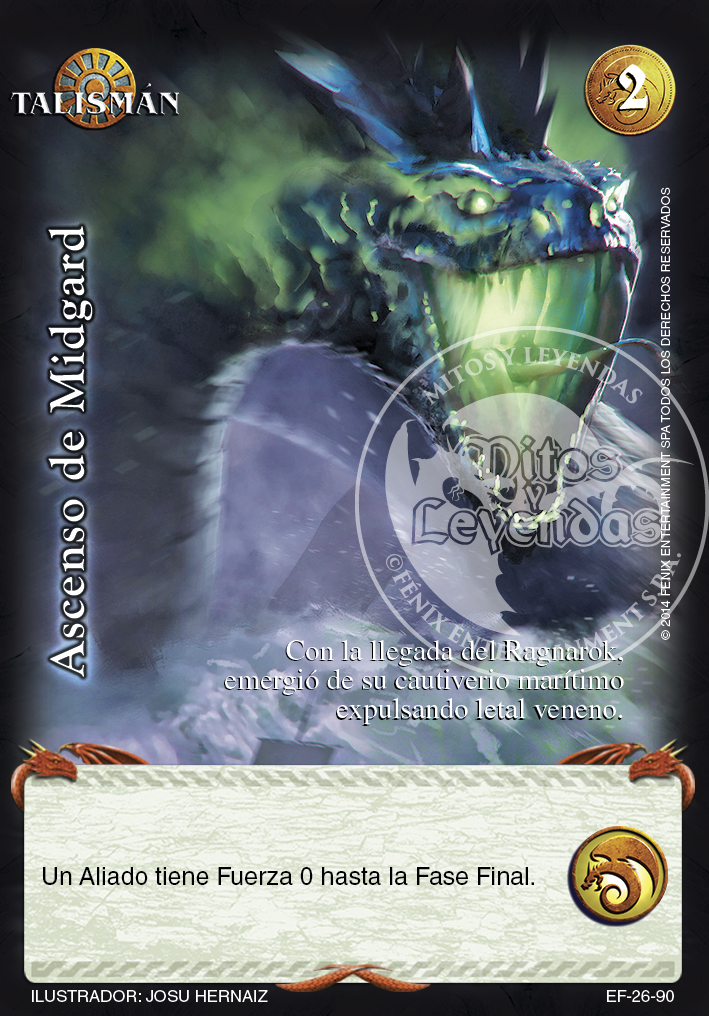 TALISMÁN
2
Ascenso de Midgard
© 2014 FÉNIX ENTERTAINMENT SPA TODOS LOS DERECHOS RESERVADOS
MITOS Y LEYENDAS
Mitos
y
Leyendas
© FÉNIX ENTERTAINMENT S.P.A.
Con la llegada del Ragnarok,
emergió de su cautiverio marítimo
expulsando letal veneno.
Un Aliado tiene Fuerza 0 hasta la Fase Final.
ILUSTRADOR: JOSU HERNAIZ
EF-26-90